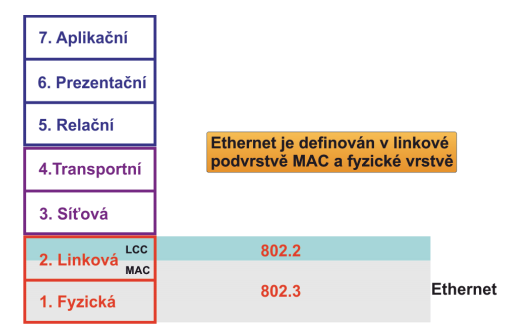 7. Aplikační
6. Prezentační
5. Relační
Ethernet je definován v linkové
podvrstvě MAC a fyzické vrstvě
4.Transportní
3. Síťová
2. Linková
LCC
MAC
802.2
1. Fyzická
802.3
Ethernet